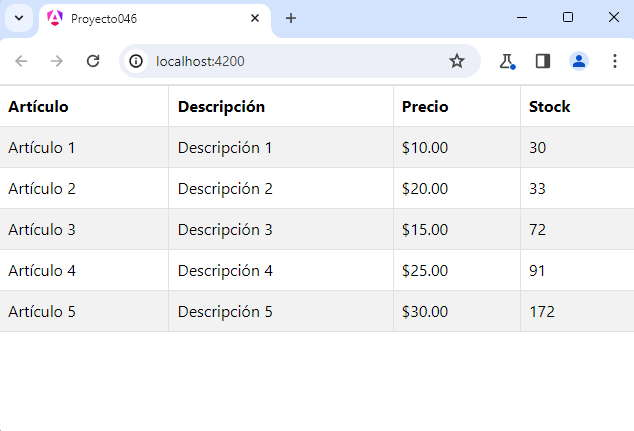 Proyecto046
localhost:4200
Artículo Descripción Precio Stock
Artículo 1 Descripción 1 $10.00 30
Artículo 2 Descripción 2 $20.00 33
Artículo 3 Descripción 3 $15.00 72
Artículo 4 Descripción 4 $25.00 91
Artículo 5 Descripción 5 $30.00 172